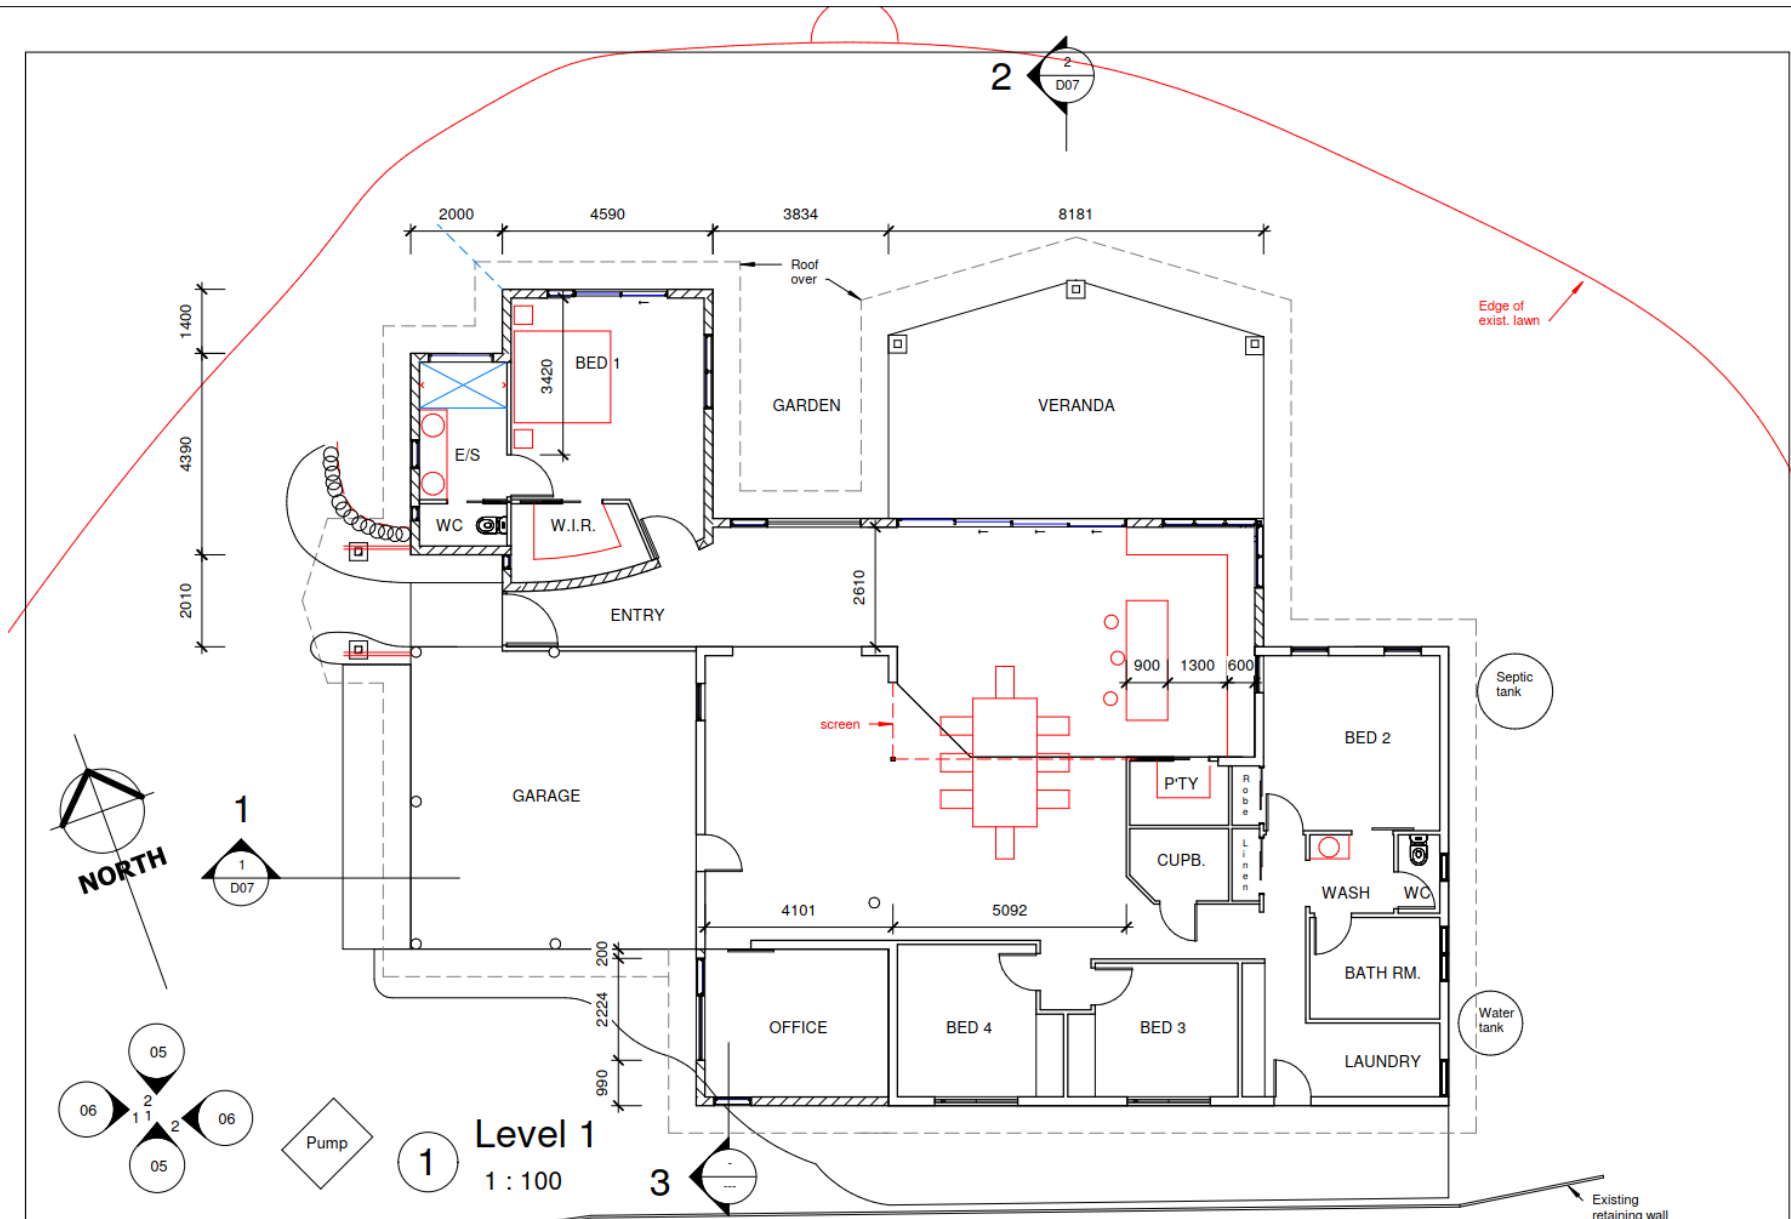 2
2
D07
2000
4590
3834
8181
Roof
over
Edge of
exist. lawn
1400
4390
2010
BED 1
3420
GARDEN
VERANDA
E/S
WC
W.I.R.
ENTRY
2610
900
1300
600
Septic
tank
screen
BED 2
P'TY
Robe
GARAGE
1
1
D07
NORTH
CUPB.
Linen
WASH
WC
4101
5092
200
2224
990
BATH RM.
OFFICE
BED 4
BED 3
Water
tank
LAUNDRY
05
06
2
1
1
2
06
05
Pump
1
Level 1
1 : 100
3
-
---
Existing
retaining wall